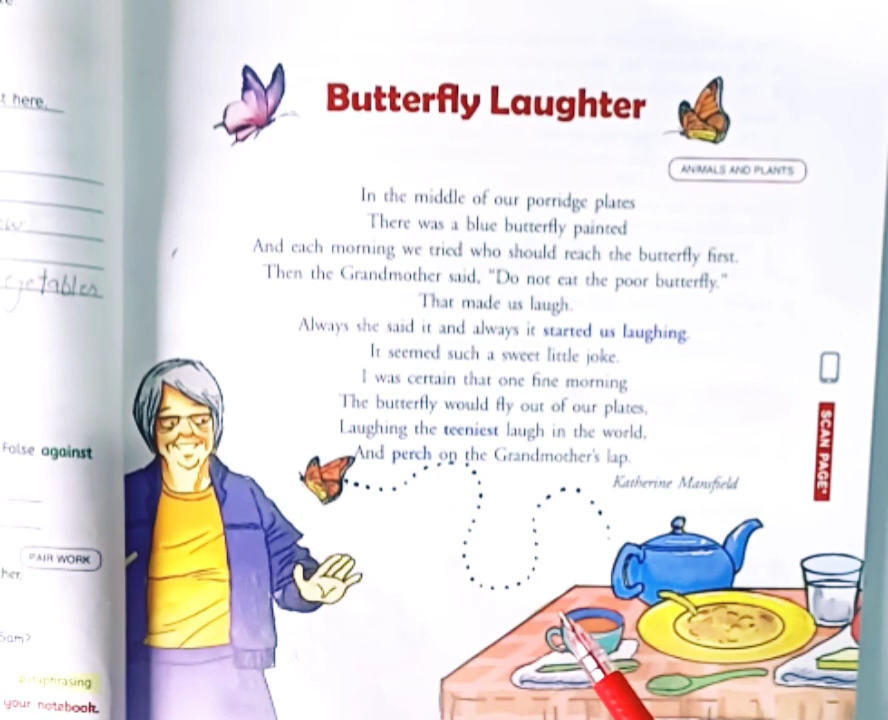 t here.
getables
False against
PAIR WORK
her.
Sam?
paraphrasing
your notebook.
Butterfly Laughter
ANIMALS AND PLANTS
In the middle of our porridge plates
There was a blue butterfly painted
And each morning we tried who should reach the butterfly first.
Then the Grandmother said, "Do not eat the poor butterfly."
That made us laugh.
Always she said it and always it started us laughing.
It seemed such a sweet little joke.
I was certain that one fine morning
The butterfly would fly out of our plates,
Laughing the teeniest laugh in the world,
And perch on the Grandmother's lap.
Katherine Mansfield
SCAN PAGE*